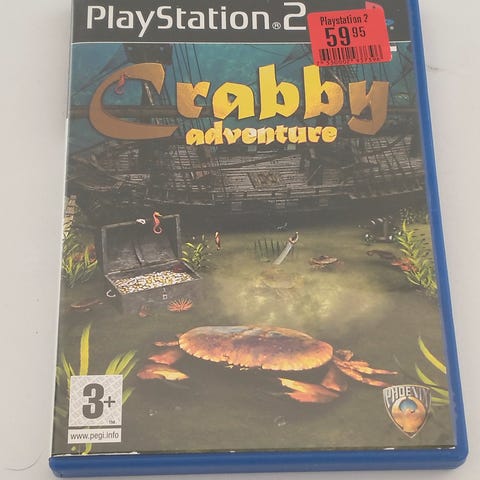 PlayStation®2
Playstation 2
59 95
Crabby
adventure
3+
www.pegi.info
PHOENIX